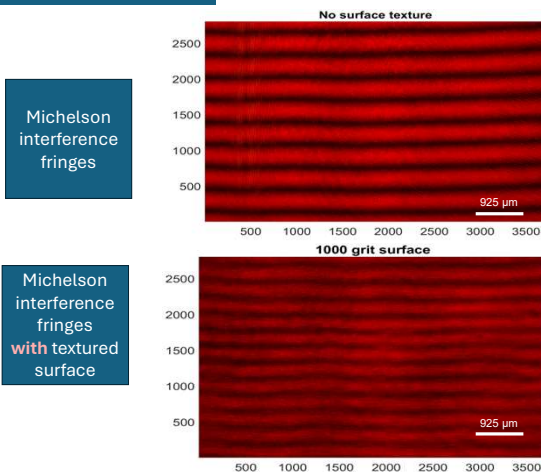 No surface texture
Michelson
interference
fringes
2500
2000
1500
1000
500
925 µm
500 1000 1500 2000 2500 3000 3500
1000 grit surface
Michelson
interference
fringes
with textured
surface
2500
2000
1500
1000
500
925 µm
500 1000 1500 2000 2500 3000 3500